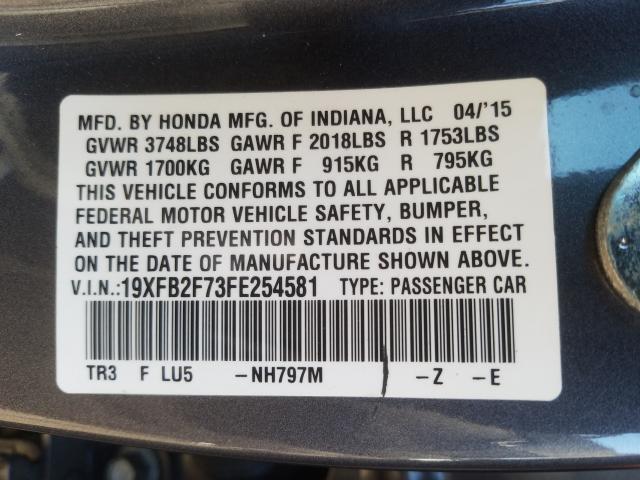 MFD. BY HONDA MFG. OF INDIANA, LLC 04/'15
GVWR 3748LBS GAWR F 2018LBS R 1753LBS
GVWR 1700KG GAWR F 915KG R 795KG
THIS VEHICLE CONFORMS TO ALL APPLICABLE
FEDERAL MOTOR VEHICLE SAFETY, BUMPER,
AND THEFT PREVENTION STANDARDS IN EFFECT
ON THE DATE OF MANUFACTURE SHOWN ABOVE.
V.I.N.:19XFB2F73FE254581 TYPE: PASSENGER CAR
TR3 F LU5 -NH797M -Z -E